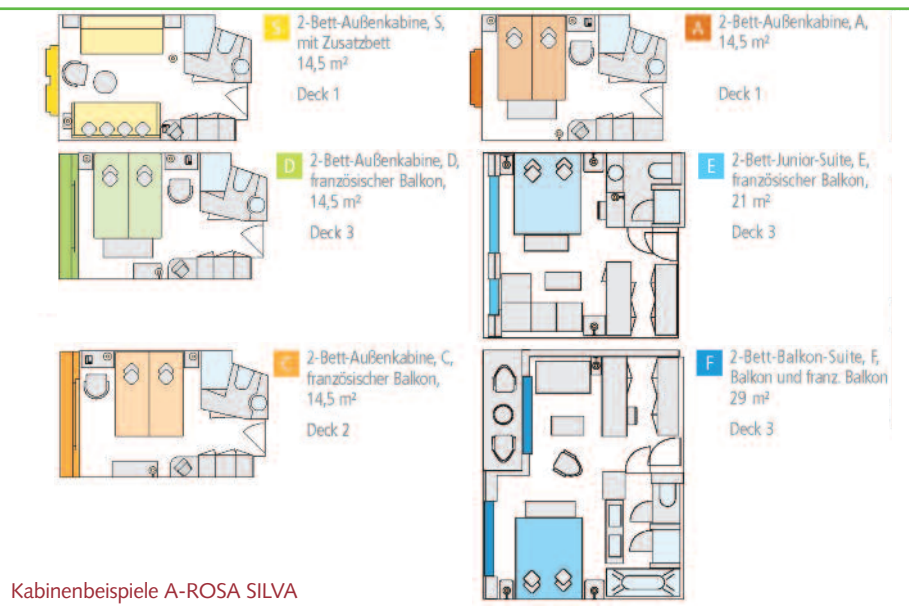 S
2-Bett-Außenkabine, S,
mit Zusatzbett
14,5 m²
Deck 1
A
2-Bett-Außenkabine, A,
14,5 m²
Deck 1
D
2-Bett-Außenkabine, D,
französischer Balkon,
14,5 m²
Deck 3
E
2-Bett-Junior-Suite, E,
französischer Balkon,
21 m²
Deck 3
C
2-Bett-Außenkabine, C,
französischer Balkon,
14,5 m²
Deck 2
F
2-Bett-Balkon-Suite, F,
Balkon und franz. Balkon
29 m²
Deck 3
Kabinenbeispiele A-ROSA SILVA